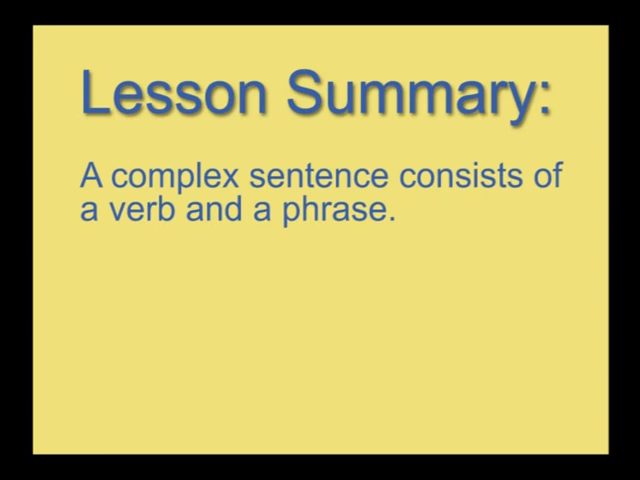 Lesson Summary:
A complex sentence consists of
a verb and a phrase.